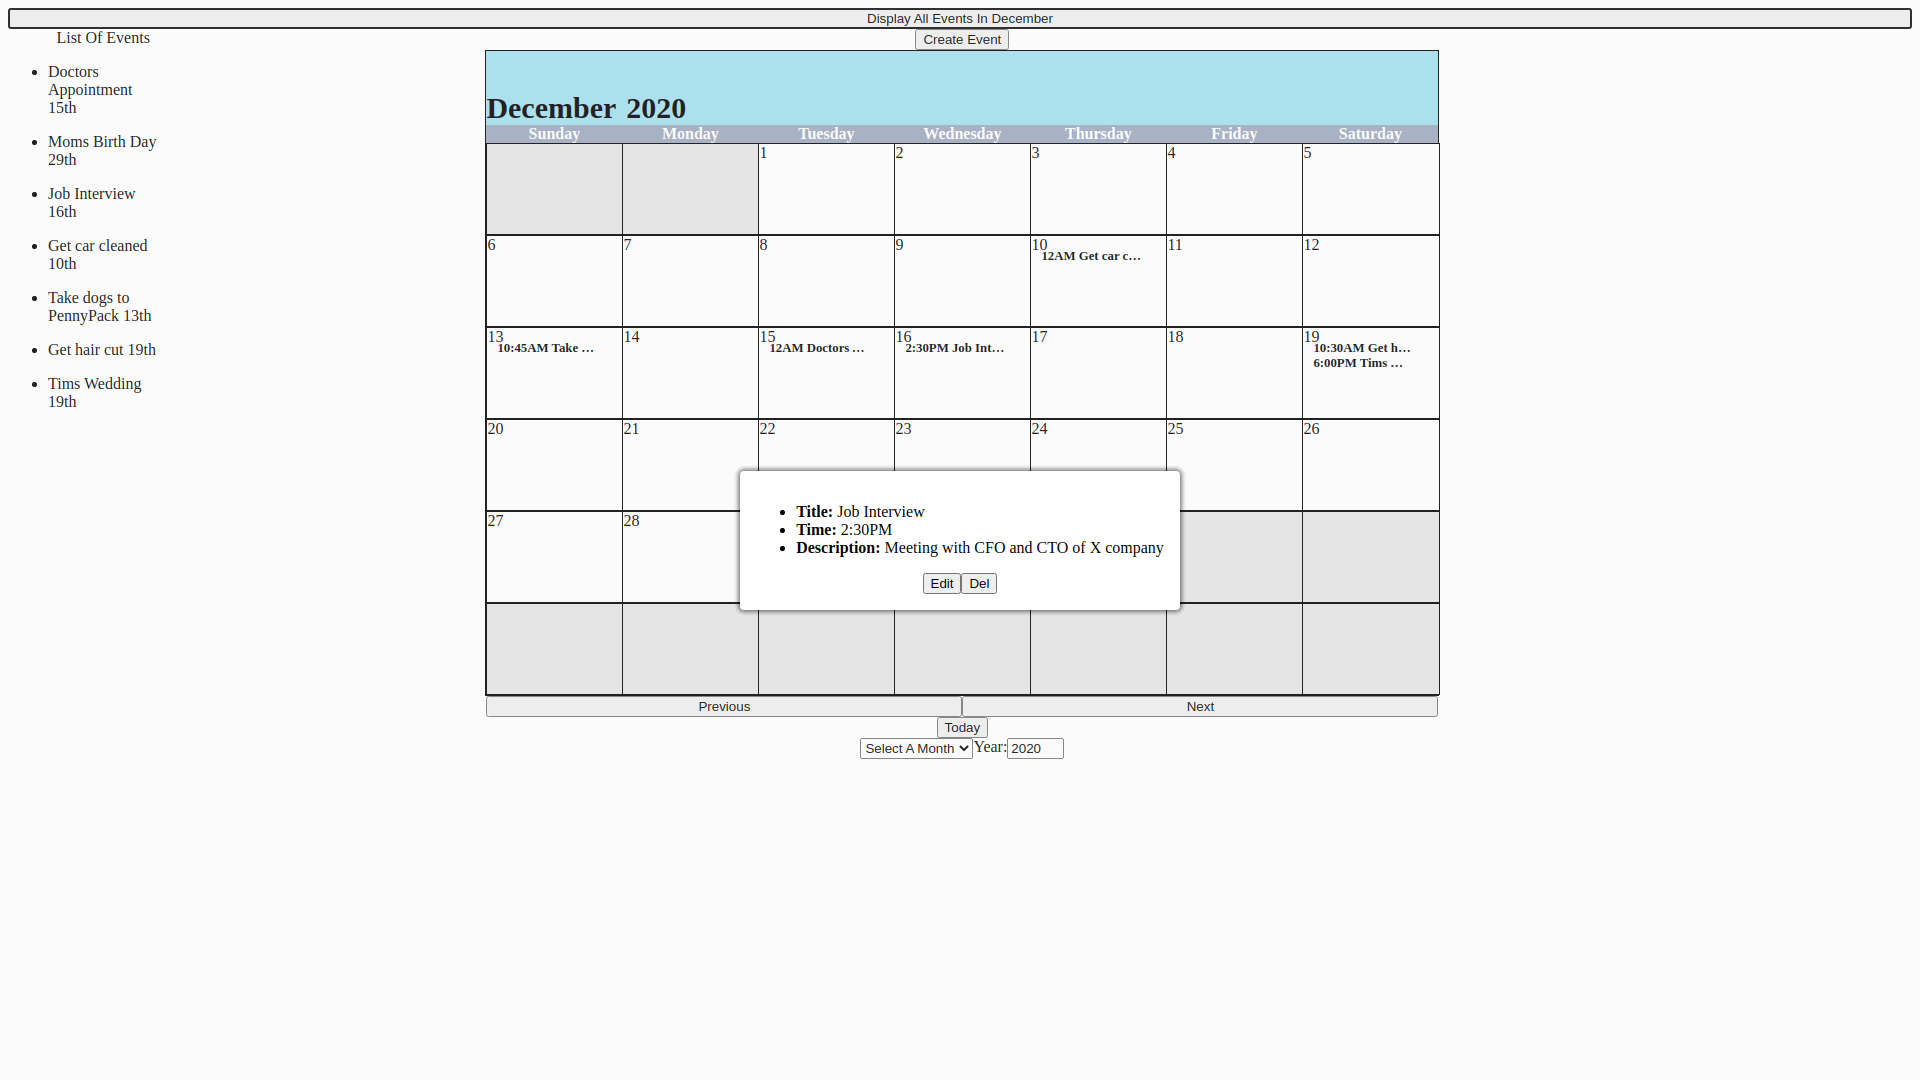 Display All Events In December
List Of Events
Doctors
Appointment
15th
Moms Birth Day
29th
Job Interview
16th
Get car cleaned
10th
Take dogs to
PennyPack 13th
Get hair cut 19th
Tims Wedding
19th
Create Event
December 2020
Sunday Monday Tuesday Wednesday Thursday Friday Saturday
1 2 3 4 5
6 7 8 9 10 11 12
12AM Get car c…
13 14 15 16 17 18 19
10:45AM Take … 12AM Doctors … 2:30PM Job Int… 10:30AM Get h…
6:00PM Tims …
20 21 22 23 24 25 26
27 28
Title: Job Interview
Time: 2:30PM
Description: Meeting with CFO and CTO of X company
Edit Del
Previous Next
Today
Select A Month Year: 2020